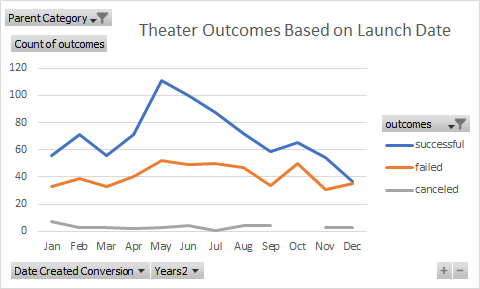 Parent Category
Theater Outcomes Based on Launch Date
Count of outcomes
120
100
80
60
40
20
0
Jan Feb Mar Apr May Jun Jul Aug Sep Oct Nov Dec
outcomes
successful
failed
canceled
Date Created Conversion Years2
+ −